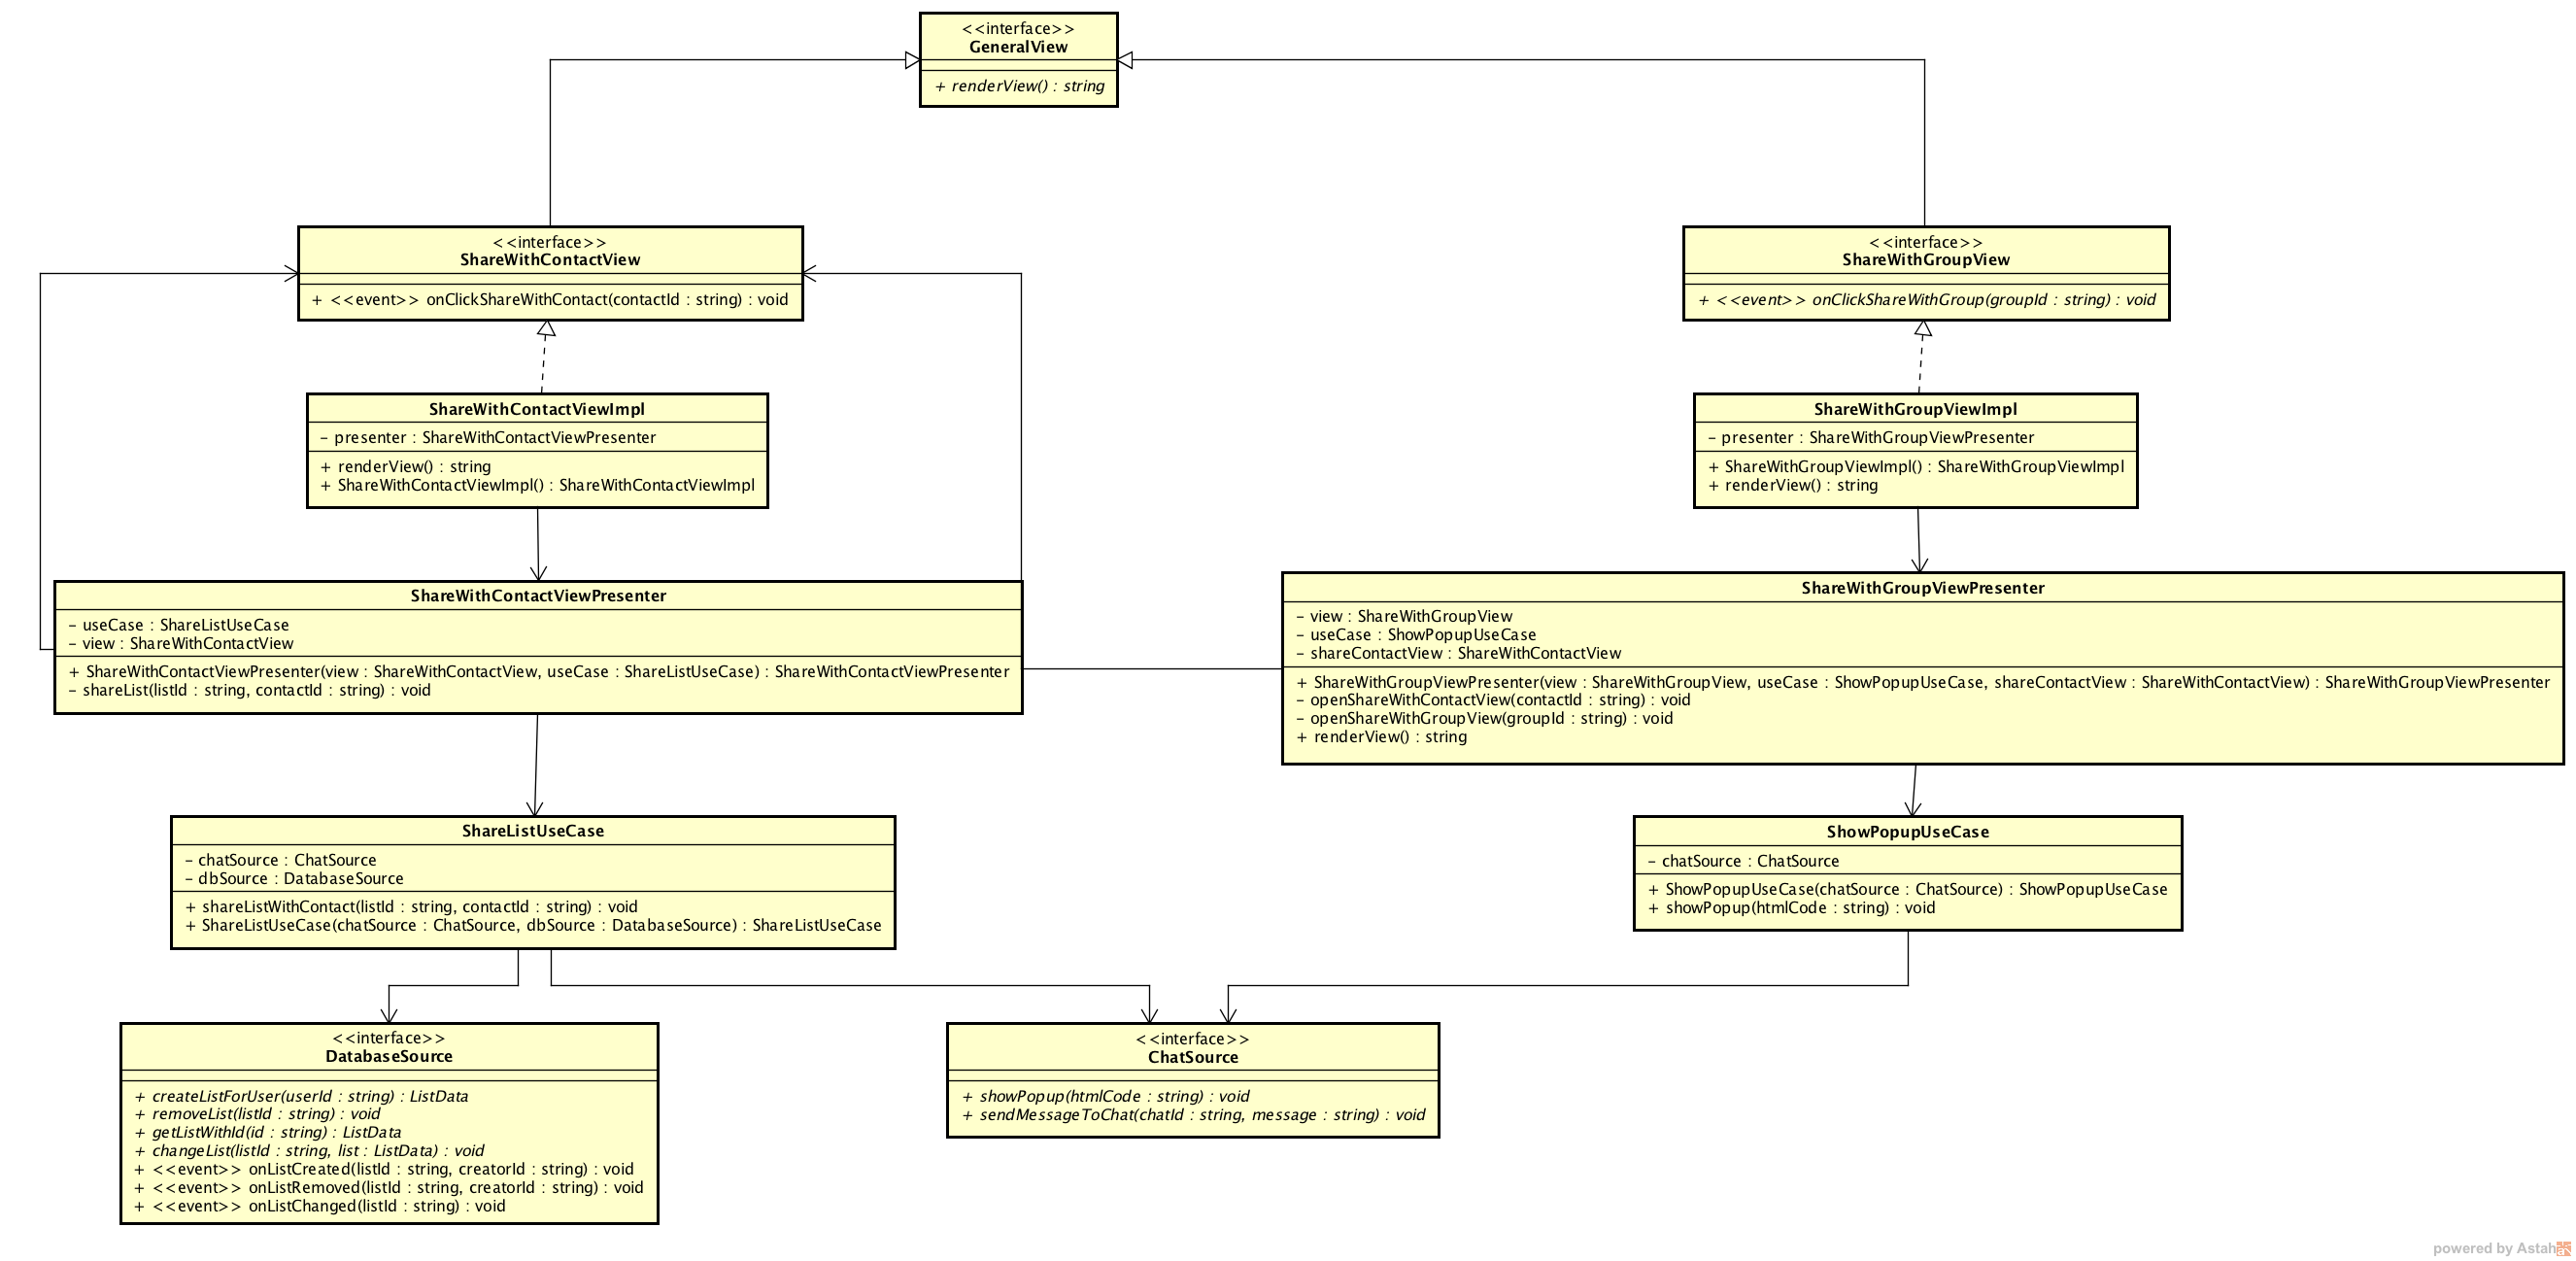 <<interface>>
GeneralView
+ renderView() : string
<<interface>>
ShareWithContactView
+ <<event>> onClickShareWithContact(contactId : string) : void
<<interface>>
ShareWithGroupView
+ <<event>> onClickShareWithGroup(groupId : string) : void
ShareWithContactViewImpl
- presenter : ShareWithContactViewPresenter
+ renderView() : string
+ ShareWithContactViewImpl() : ShareWithContactViewImpl
ShareWithGroupViewImpl
- presenter : ShareWithGroupViewPresenter
+ ShareWithGroupViewImpl() : ShareWithGroupViewImpl
+ renderView() : string
ShareWithContactViewPresenter
- useCase : ShareListUseCase
- view : ShareWithContactView
+ ShareWithContactViewPresenter(view : ShareWithContactView, useCase : ShareListUseCase) : ShareWithContactViewPresenter
- shareList(listId : string, contactId : string) : void
ShareWithGroupViewPresenter
- view : ShareWithGroupView
- useCase : ShowPopupUseCase
- shareContactView : ShareWithContactView
+ ShareWithGroupViewPresenter(view : ShareWithGroupView, useCase : ShowPopupUseCase, shareContactView : ShareWithContactView) : ShareWithGroupViewPresenter
- openShareWithContactView(contactId : string) : void
- openShareWithGroupView(groupId : string) : void
+ renderView() : string
ShareListUseCase
- chatSource : ChatSource
- dbSource : DatabaseSource
+ shareListWithContact(listId : string, contactId : string) : void
+ ShareListUseCase(chatSource : ChatSource, dbSource : DatabaseSource) : ShareListUseCase
ShowPopupUseCase
- chatSource : ChatSource
+ ShowPopupUseCase(chatSource : ChatSource) : ShowPopupUseCase
+ showPopup(htmlCode : string) : void
<<interface>>
DatabaseSource
+ createListForUser(userId : string) : ListData
+ removeList(listId : string) : void
+ getListWithId(id : string) : ListData
+ changeList(listId : string, list : ListData) : void
+ <<event>> onListCreated(listId : string, creatorId : string) : void
+ <<event>> onListRemoved(listId : string, creatorId : string) : void
+ <<event>> onListChanged(listId : string) : void
<<interface>>
ChatSource
+ showPopup(htmlCode : string) : void
+ sendMessageToChat(chatId : string, message : string) : void
powered by Astah